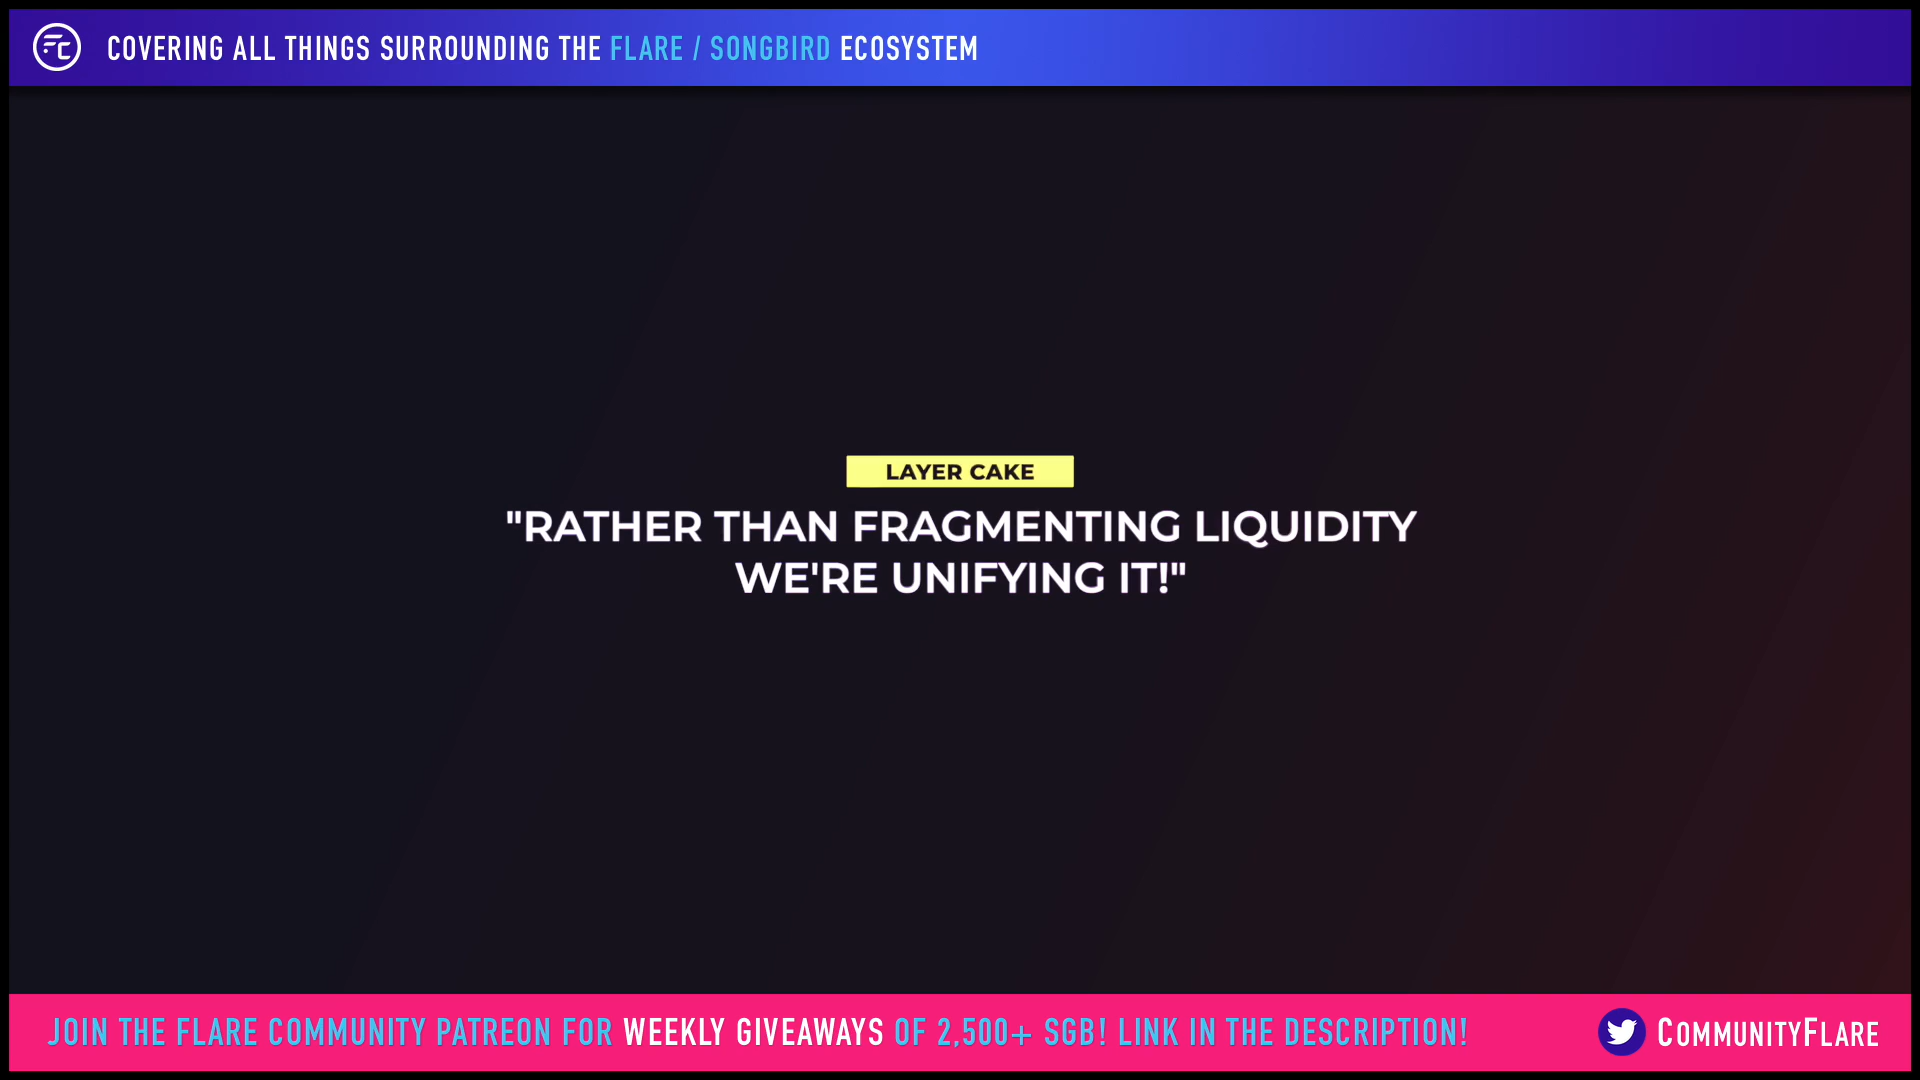 FC COVERING ALL THINGS SURROUNDING THE FLARE / SONGBIRD ECOSYSTEM
LAYER CAKE
"RATHER THAN FRAGMENTING LIQUIDITY
WE'RE UNIFYING IT!"
JOIN THE FLARE COMMUNITY PATREON FOR WEEKLY GIVEAWAYS OF 2,500+ SGB! LINK IN THE DESCRIPTION!
COMMUNITYFLARE